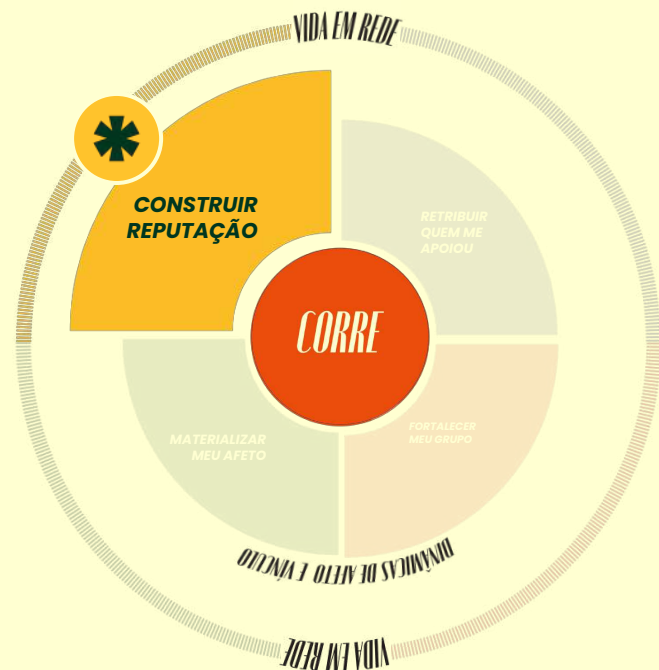 VIDA EM REDE
CONSTRUIR
REPUTAÇÃO
RETRIBUIR
QUEM ME
APOIOU
CORRE
MATERIALIZAR
MEU AFETO
FORTALECER
MEU GRUPO
DINÂMICAS DE AFETO E VÍNCULO
VIDA EM REDE